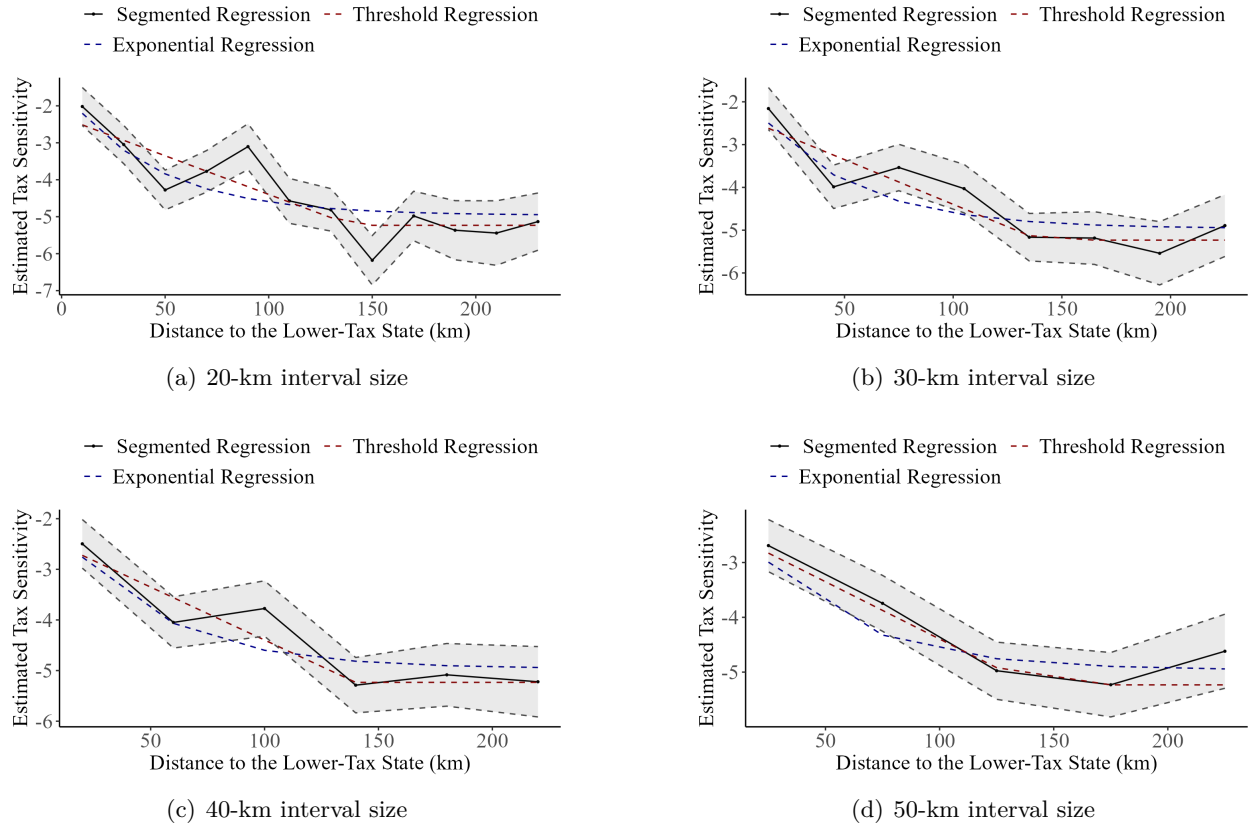 Segmented Regression Threshold Regression
Exponential Regression
Estimated Tax Sensitivity
-2
-3
-4
-5
-6
-7
0 50 100 150 200
Distance to the Lower-Tax State (km)
(a) 20-km interval size
Segmented Regression Threshold Regression
Exponential Regression
Estimated Tax Sensitivity
-2
-3
-4
-5
-6
50 100 150 200
Distance to the Lower-Tax State (km)
(b) 30-km interval size
Segmented Regression Threshold Regression
Exponential Regression
Estimated Tax Sensitivity
-2
-3
-4
-5
-6
50 100 150 200
Distance to the Lower-Tax State (km)
(c) 40-km interval size
Segmented Regression Threshold Regression
Exponential Regression
Estimated Tax Sensitivity
-3
-4
-5
50 100 150 200
Distance to the Lower-Tax State (km)
(d) 50-km interval size